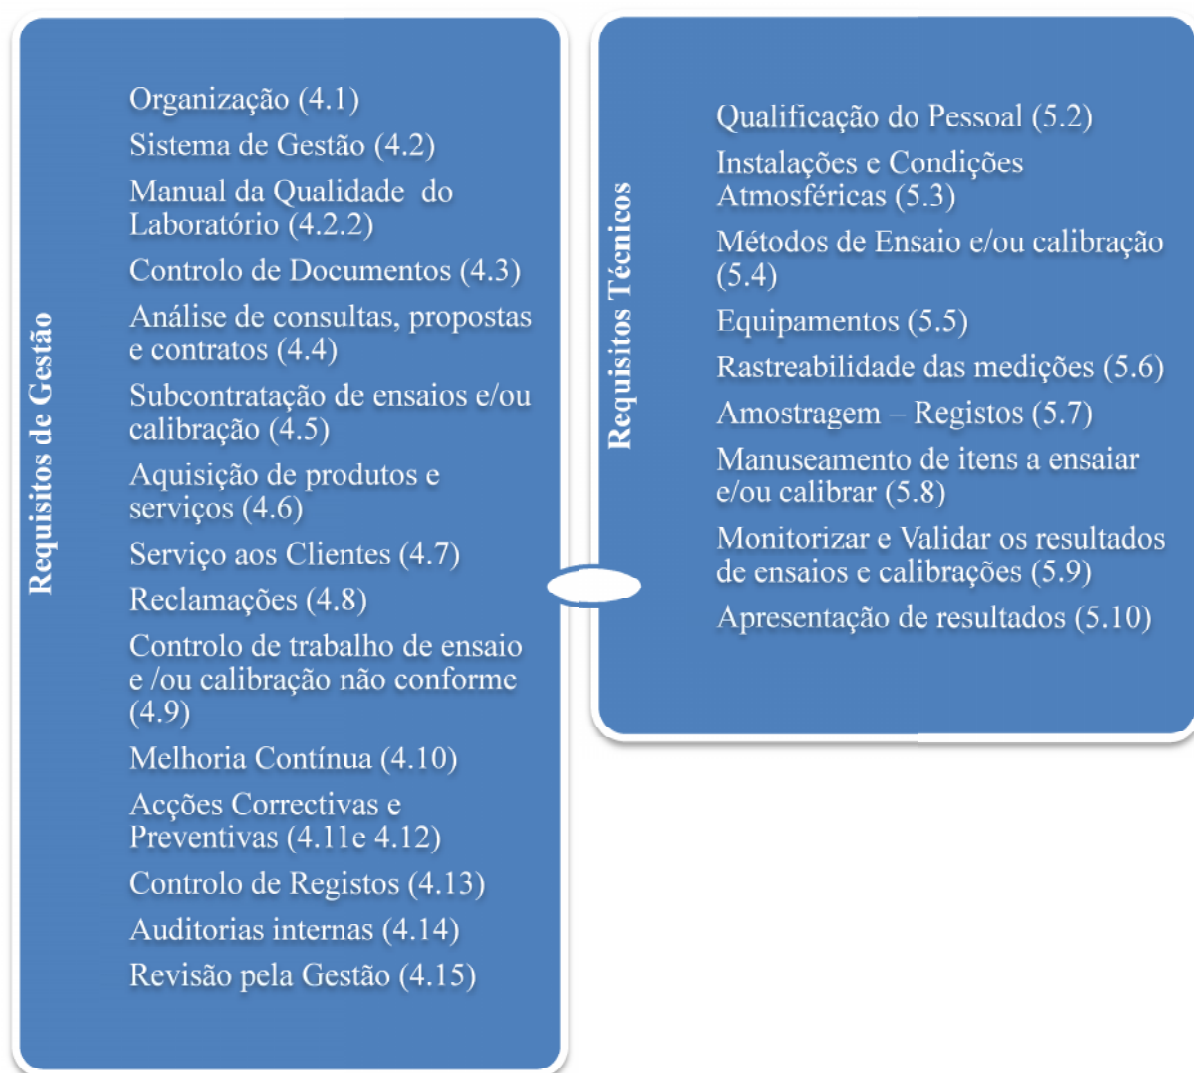 Requisitos de Gestão
Organização (4.1)
Sistema de Gestão (4.2)
Manual da Qualidade  do
Laboratório (4.2.2)
Controlo de Documentos (4.3)
Análise de consultas, propostas
e contratos (4.4)
Subcontratação de ensaios e/ou
calibração (4.5)
Aquisição de produtos e
serviços (4.6)
Serviço aos Clientes (4.7)
Reclamações (4.8)
Controlo de trabalho de ensaio
e /ou calibração não conforme
(4.9)
Melhoria Contínua (4.10)
Acções Correctivas e
Preventivas (4.11e 4.12)
Controlo de Registos (4.13)
Auditorias internas (4.14)
Revisão pela Gestão (4.15)
Requisitos Técnicos
Qualificação do Pessoal (5.2)
Instalações e Condições
Atmosféricas (5.3)
Métodos de Ensaio e/ou calibração
(5.4)
Equipamentos (5.5)
Rastreabilidade das medições (5.6)
Amostragem – Registos (5.7)
Manuseamento de itens a ensaiar
e/ou calibrar (5.8)
Monitorizar e Validar os resultados
de ensaios e calibrações (5.9)
Apresentação de resultados (5.10)